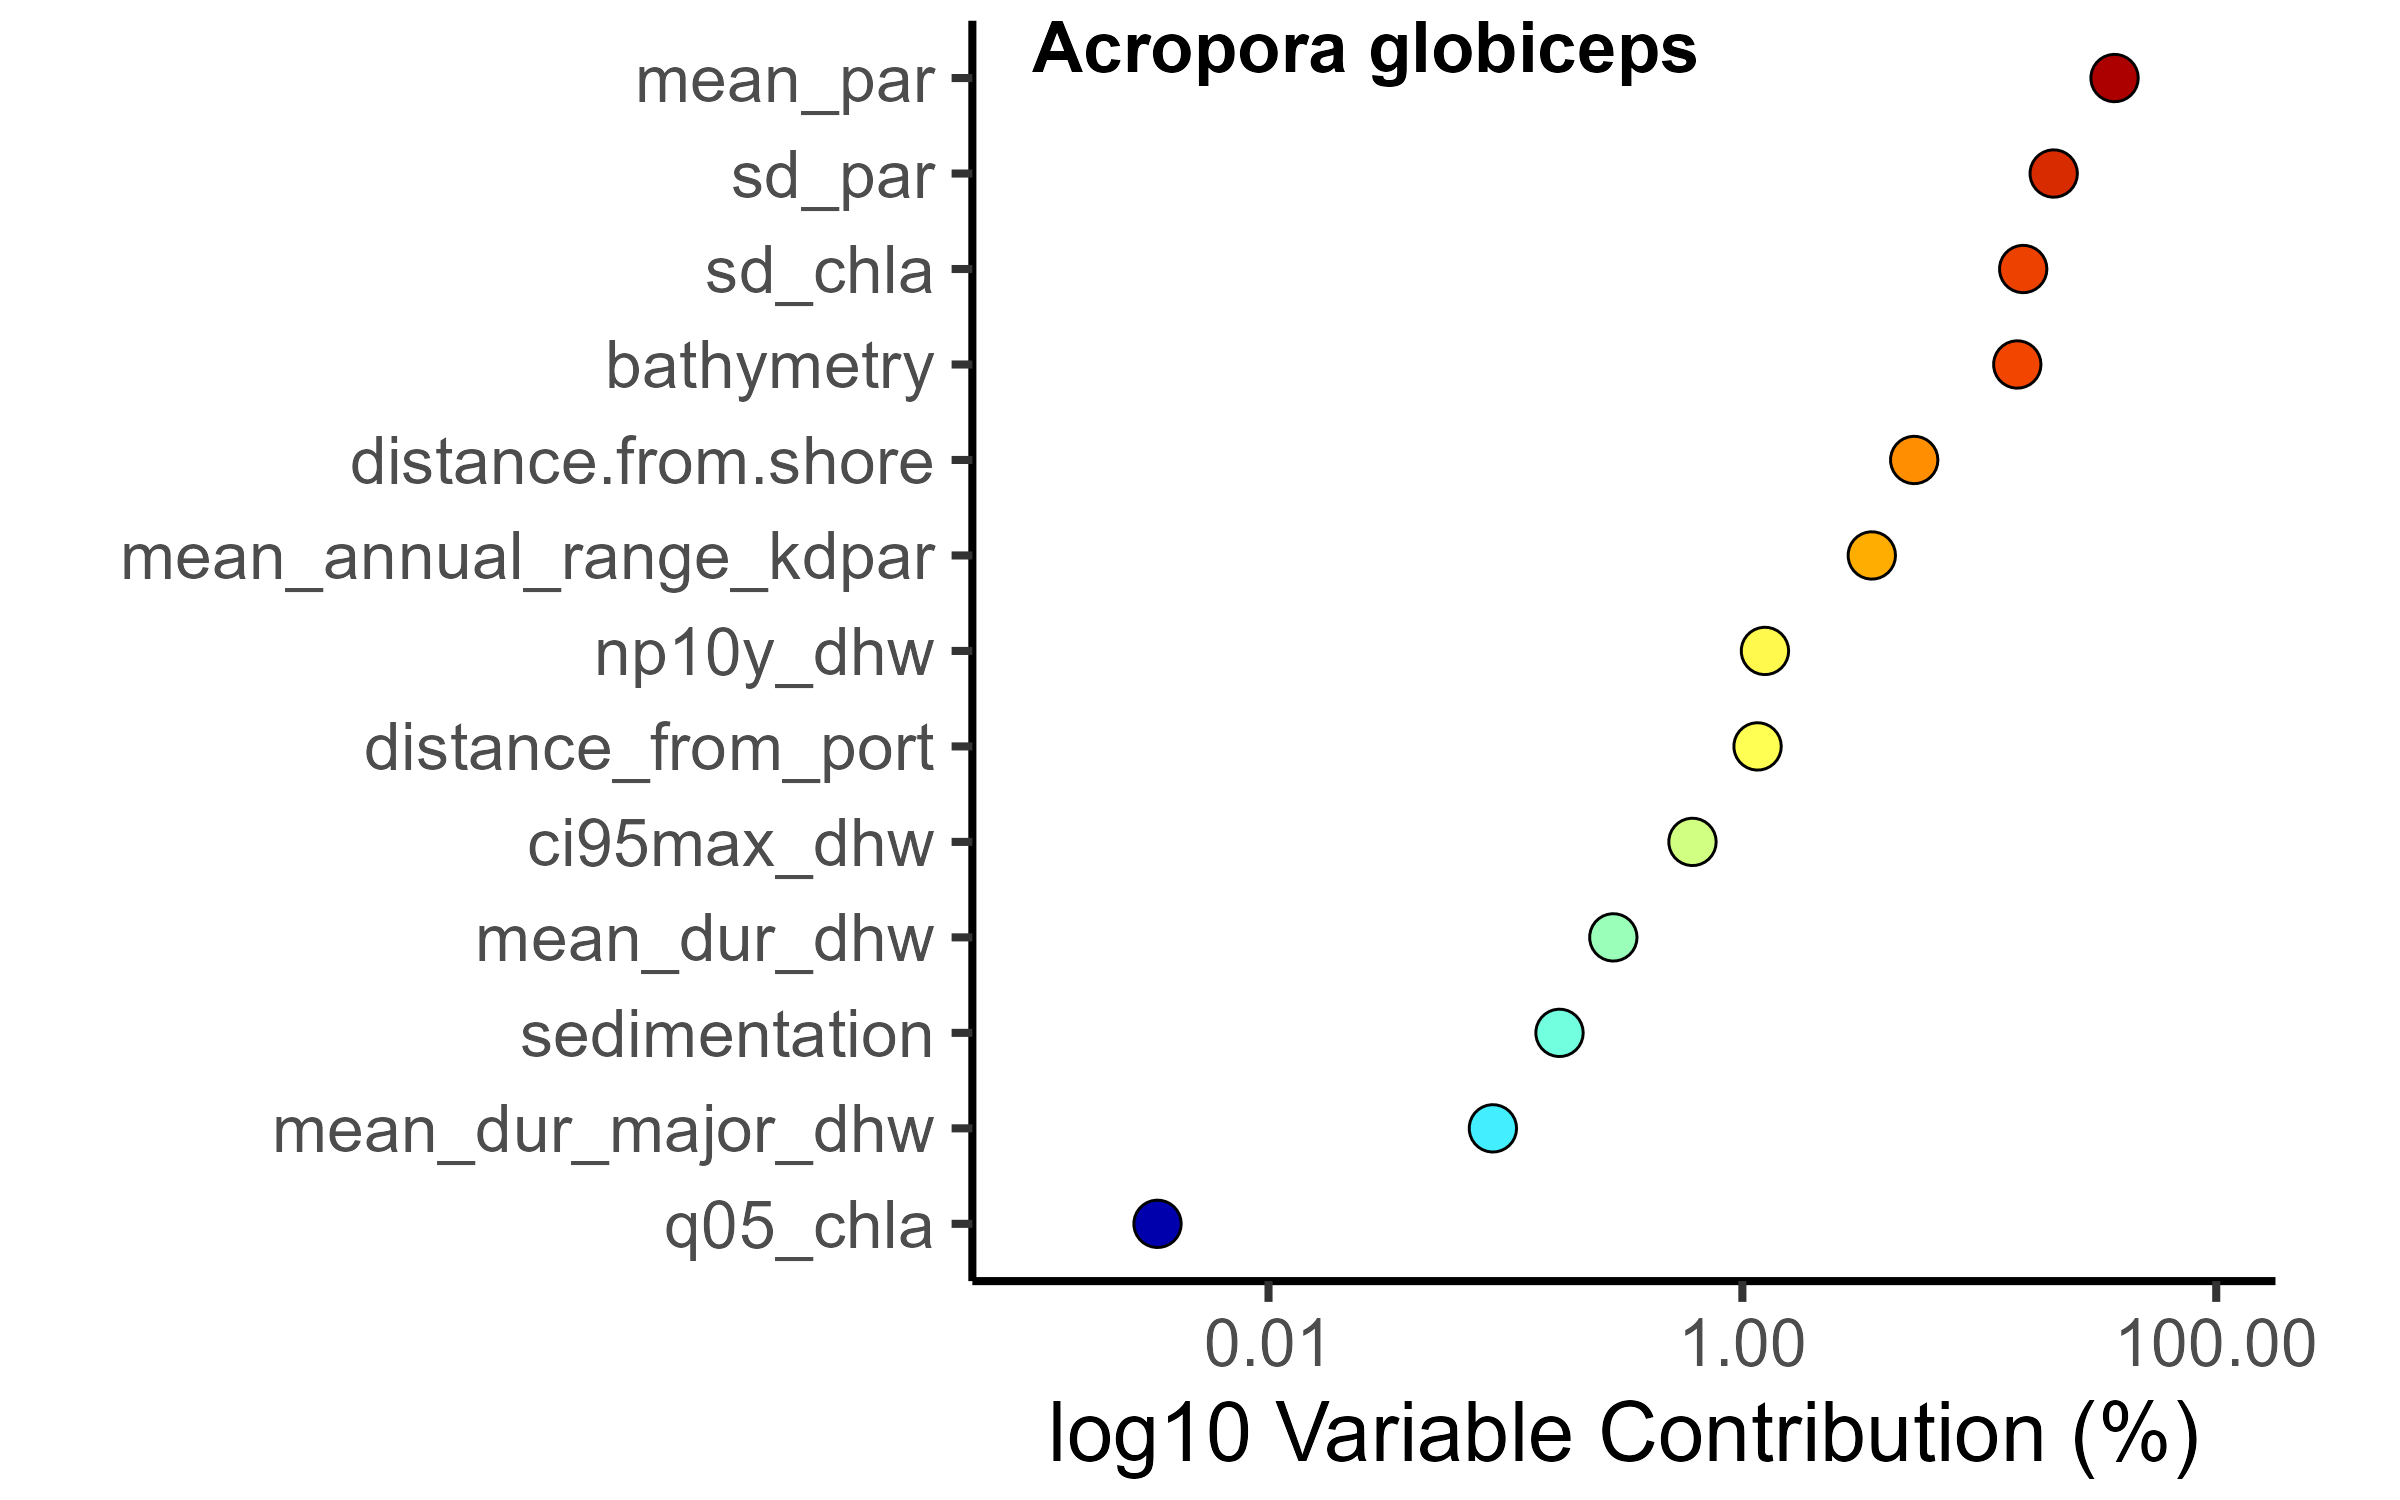 Acropora globiceps
mean_par
sd_par
sd_chla
bathymetry
distance.from.shore
mean_annual_range_kdpar
np10y_dhw
distance_from_port
ci95max_dhw
mean_dur_dhw
sedimentation
mean_dur_major_dhw
q05_chla
0.01 1.00 100.00
log10 Variable Contribution (%)